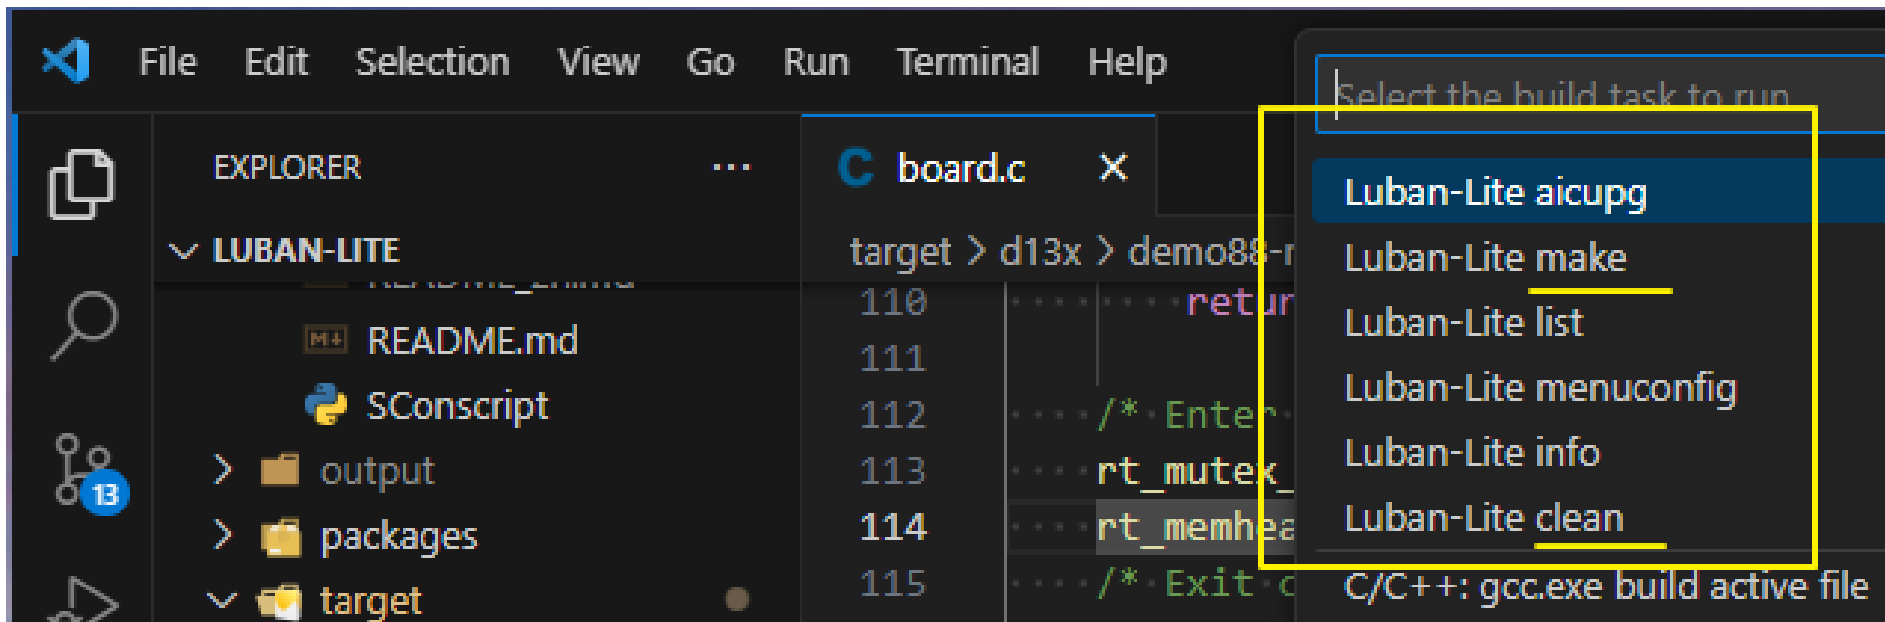 File Edit Selection View Go Run Terminal Help
Select the build task to run
EXPLORER
board.c
Luban-Lite aicupg
LUBAN-LITE
target > d13x > demo88-
Luban-Lite make
README.md
110 retur
Luban-Lite list
111
SConscript
112 /* Enter
Luban-Lite menuconfig
output
113 rt_mutex_
Luban-Lite info
13
packages
114 rt_memhea
Luban-Lite clean
target
115 /* Exit c
C/C++: gcc.exe build active file